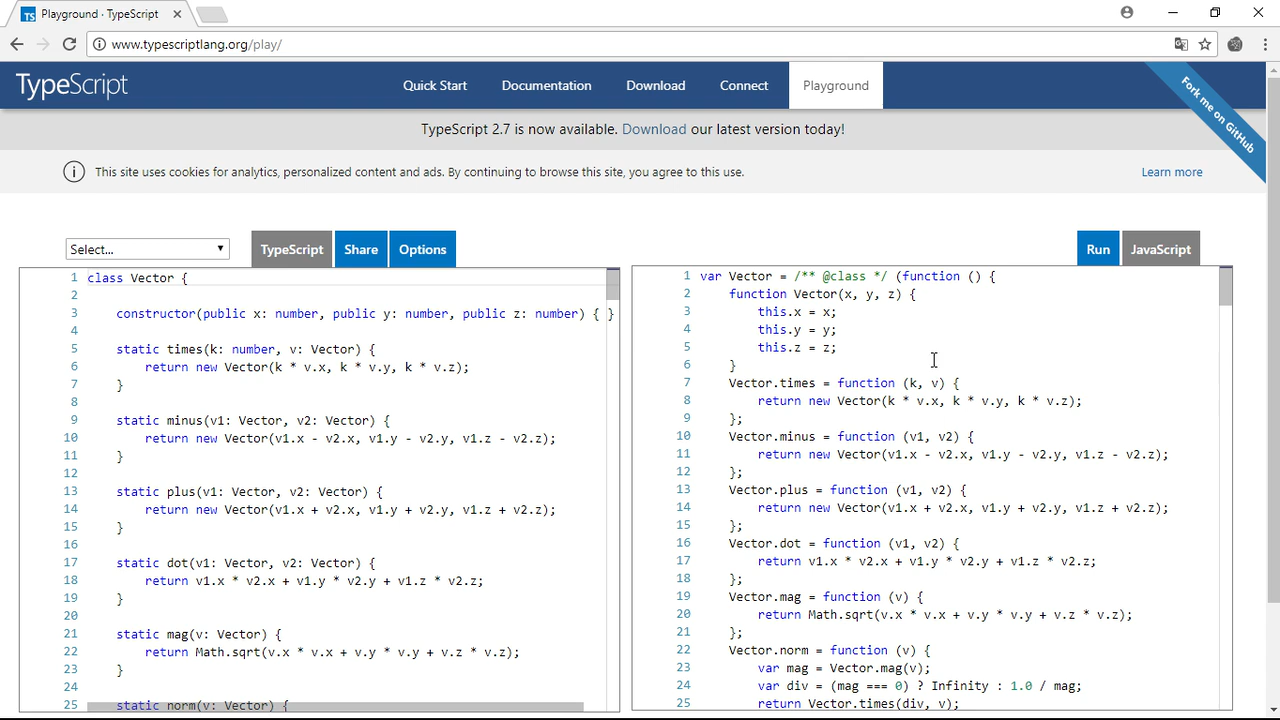 Playground · TypeScript
www.typescriptlang.org/play/
TypeScript Quick Start Documentation Download Connect Playground
Fork me on GitHub
TypeScript 2.7 is now available. Download our latest version today!
This site uses cookies for analytics, personalized content and ads. By continuing to browse this site, you agree to this use. Learn more
Select... TypeScript Share Options Run JavaScript
1 class Vector {
2
3 constructor(public x: number, public y: number, public z: number) { }
4
5 static times(k: number, v: Vector) {
6 return new Vector(k * v.x, k * v.y, k * v.z);
7 }
8
9 static minus(v1: Vector, v2: Vector) {
10 return new Vector(v1.x - v2.x, v1.y - v2.y, v1.z - v2.z);
11 }
12
13 static plus(v1: Vector, v2: Vector) {
14 return new Vector(v1.x + v2.x, v1.y + v2.y, v1.z + v2.z);
15 }
16
17 static dot(v1: Vector, v2: Vector) {
18 return v1.x * v2.x + v1.y * v2.y + v1.z * v2.z;
19 }
20
21 static mag(v: Vector) {
22 return Math.sqrt(v.x * v.x + v.y * v.y + v.z * v.z);
23 }
24
25 static norm(v: Vector) {
1 var Vector = /** @class */ (function () {
2 function Vector(x, y, z) {
3 this.x = x;
4 this.y = y;
5 this.z = z;
6 }
7 Vector.times = function (k, v) {
8 return new Vector(k * v.x, k * v.y, k * v.z);
9 };
10 Vector.minus = function (v1, v2) {
11 return new Vector(v1.x - v2.x, v1.y - v2.y, v1.z - v2.z);
12 };
13 Vector.plus = function (v1, v2) {
14 return new Vector(v1.x + v2.x, v1.y + v2.y, v1.z + v2.z);
15 };
16 Vector.dot = function (v1, v2) {
17 return v1.x * v2.x + v1.y * v2.y + v1.z * v2.z;
18 };
19 Vector.mag = function (v) {
20 return Math.sqrt(v.x * v.x + v.y * v.y + v.z * v.z);
21 };
22 Vector.norm = function (v) {
23 var mag = Vector.mag(v);
24 var div = (mag === 0) ? Infinity : 1.0 / mag;
25 return Vector.times(div, v);